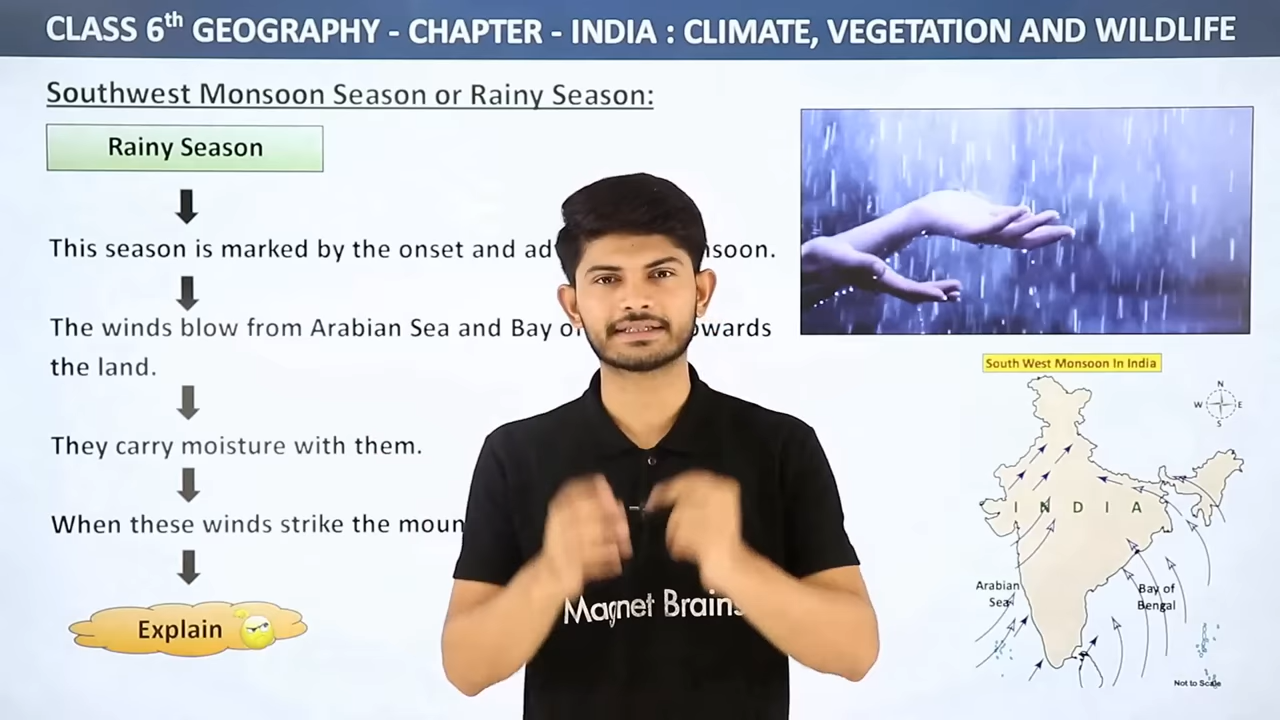 CLASS 6th GEOGRAPHY - CHAPTER - INDIA : CLIMATE, VEGETATION AND WILDLIFE
Southwest Monsoon Season or Rainy Season:
Rainy Season
This season is marked by the onset and ad nsoon.
The winds blow from Arabian Sea and Bay o owards
the land.
They carry moisture with them.
When these winds strike the moun
Explain
Magnet Brains
South West Monsoon In India
N
W E
S
I N D I A
Arabian
Sea
Bay of
Bengal
Not to Scale